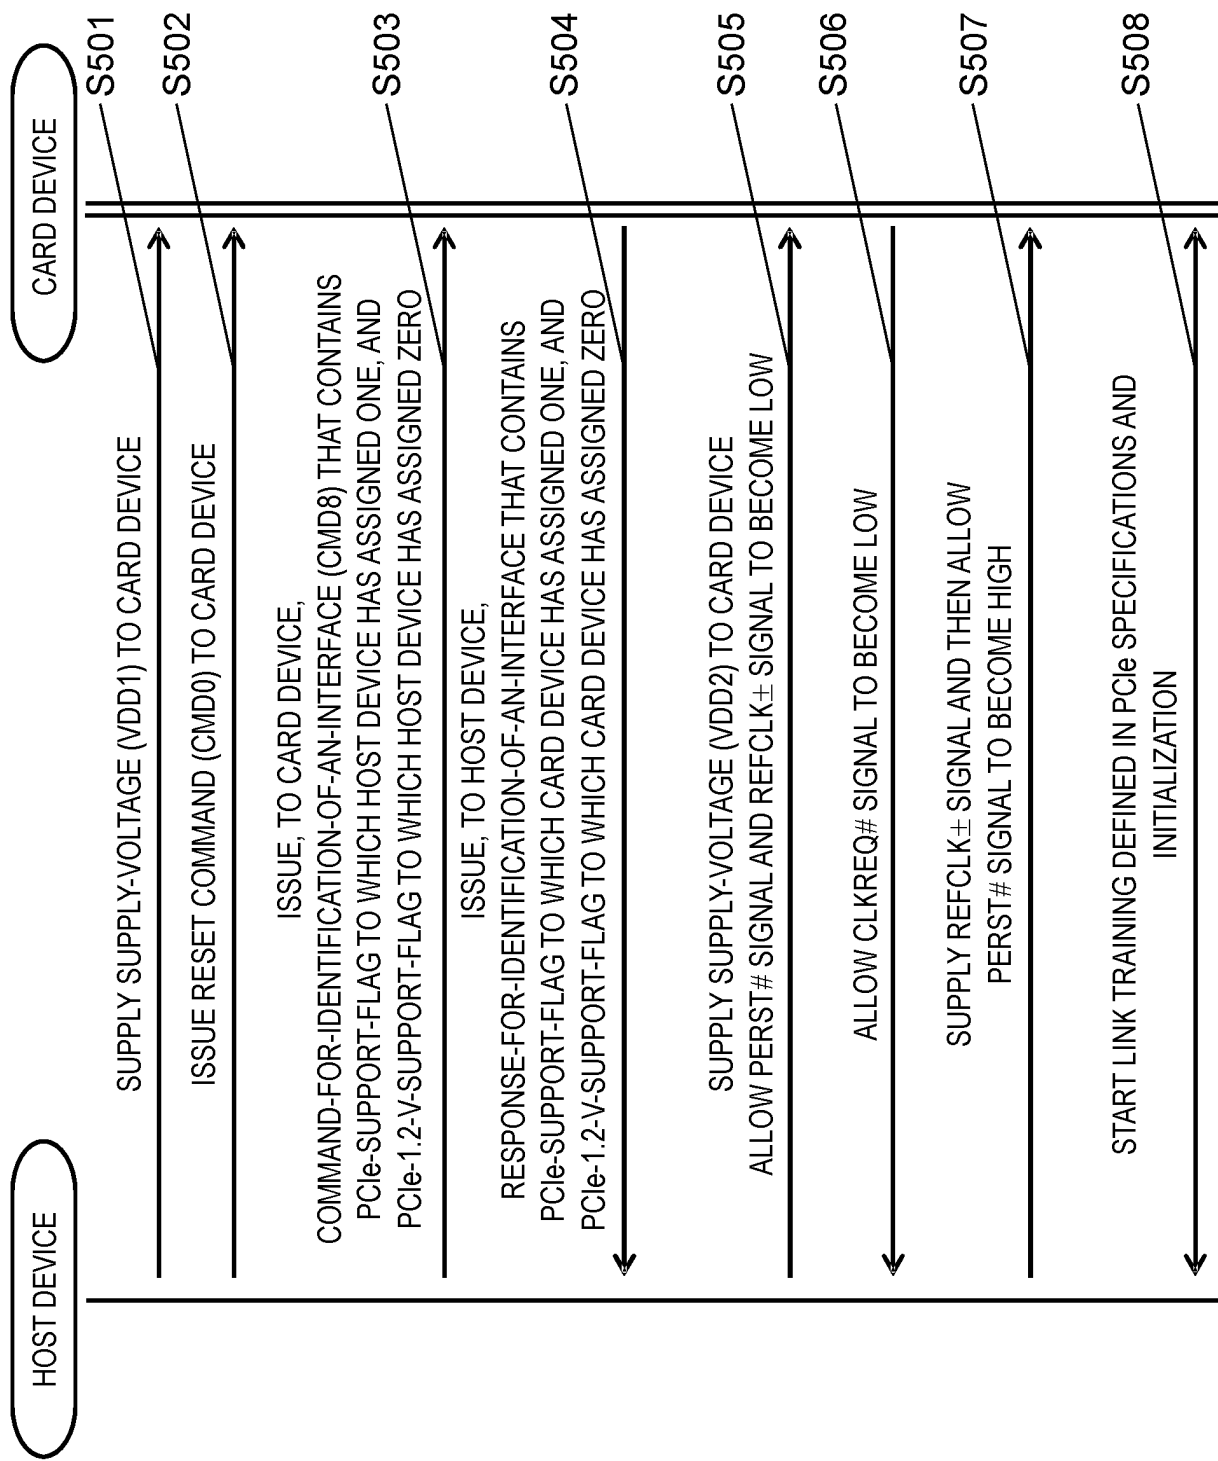 HOST DEVICE
CARD DEVICE
SUPPLY SUPPLY-VOLTAGE (VDD1) TO CARD DEVICE
S501
ISSUE RESET COMMAND (CMD0) TO CARD DEVICE
S502
ISSUE, TO CARD DEVICE,
COMMAND-FOR-IDENTIFICATION-OF-AN-INTERFACE (CMD8) THAT CONTAINS
PCIe-SUPPORT-FLAG TO WHICH HOST DEVICE HAS ASSIGNED ONE, AND
PCIe-1.2-V-SUPPORT-FLAG TO WHICH HOST DEVICE HAS ASSIGNED ZERO
S503
ISSUE, TO HOST DEVICE,
RESPONSE-FOR-IDENTIFICATION-OF-AN-INTERFACE THAT CONTAINS
PCIe-SUPPORT-FLAG TO WHICH CARD DEVICE HAS ASSIGNED ONE, AND
PCIe-1.2-V-SUPPORT-FLAG TO WHICH CARD DEVICE HAS ASSIGNED ZERO
S504
SUPPLY SUPPLY-VOLTAGE (VDD2) TO CARD DEVICE
ALLOW PERST# SIGNAL AND REFCLK± SIGNAL TO BECOME LOW
S505
ALLOW CLKREQ# SIGNAL TO BECOME LOW
S506
SUPPLY REFCLK± SIGNAL AND THEN ALLOW
PERST# SIGNAL TO BECOME HIGH
S507
START LINK TRAINING DEFINED IN PCIe SPECIFICATIONS AND
INITIALIZATION
S508